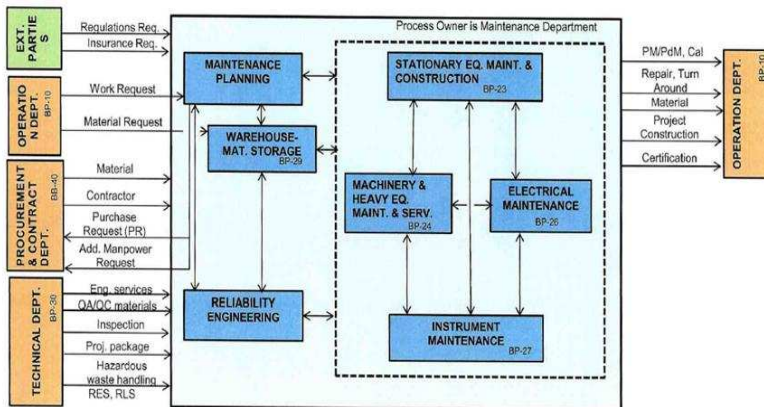 Process Owner is Maintenance Department
EXT.
PARTIE
S
Regulations Req.
Insurance Req.
OPERATIO
N DEPT.
BP-10
Work Request
Material Request
PROCUREMENT
& CONTRACT
DEPT.
BB-40
Material
Contractor
Purchase
Request (PR)
Add. Manpower
Request
TECHNICAL DEPT.
BP-30
Eng. services
QA/QC materials
Inspection
Proj. package
Hazardous
waste handling
RES, RLS
MAINTENANCE
PLANNING
WAREHOUSE-
MAT. STORAGE
BP-29
RELIABILITY
ENGINEERING
STATIONARY EQ. MAINT. &
CONSTRUCTION
BP-23
MACHINERY &
HEAVY EQ.
MAINT. & SERV.
BP-24
ELECTRICAL
MAINTENANCE
BP-26
INSTRUMENT
MAINTENANCE
BP-27
PM/PdM, Cal
Repair, Turn
Around
Material
Project
Construction
Certification
OPERATION DEPT.
BP-10